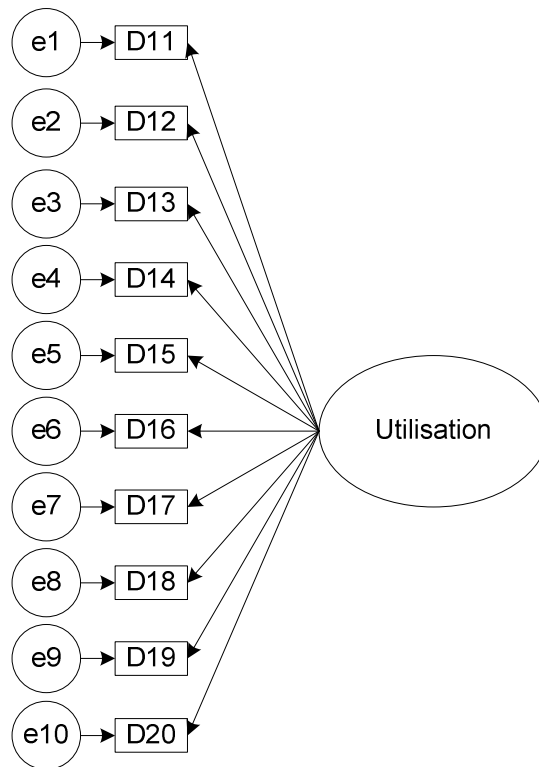 e1 D11
e2 D12
e3 D13
e4 D14
e5 D15
e6 D16 Utilisation
e7 D17
e8 D18
e9 D19
e10 D20